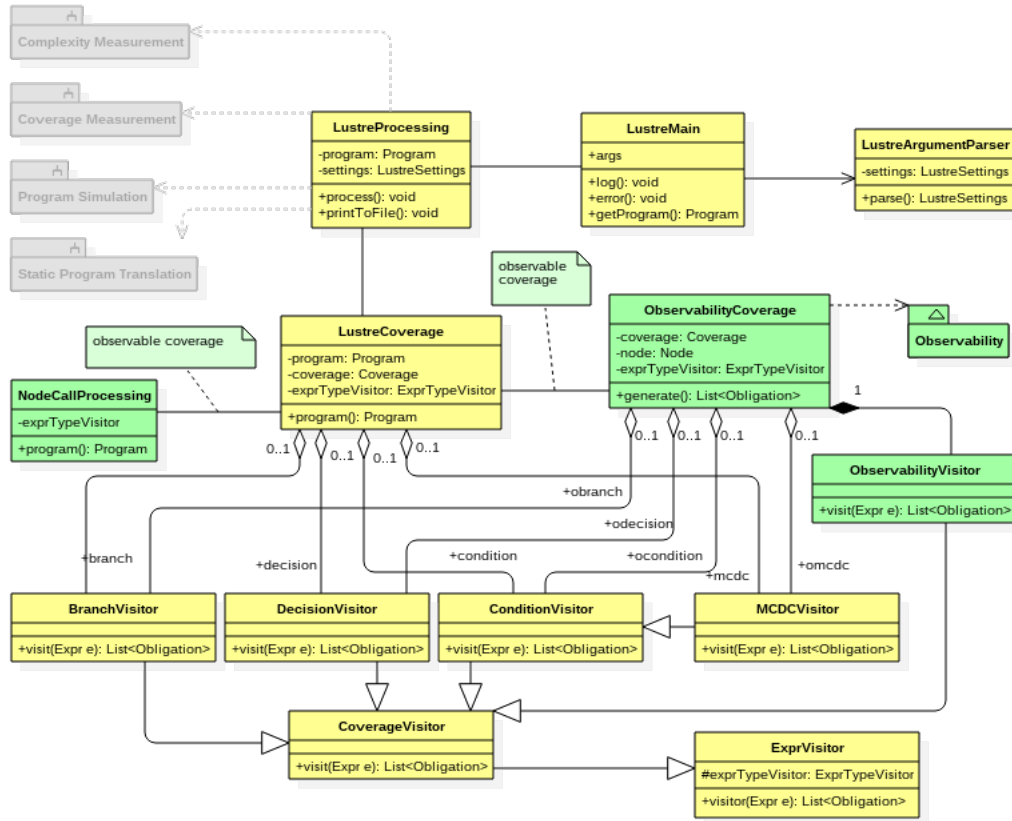 Complexity Measurement
Coverage Measurement
Program Simulation
Static Program Translation
LustreProcessing
-program: Program
-settings: LustreSettings
+process(): void
+printToFile(): void
LustreMain
+args
+log(): void
+error(): void
+getProgram(): Program
LustreArgumentParser
-settings: LustreSettings
+parse(): LustreSettings
observable
coverage
observable coverage
LustreCoverage
-program: Program
-coverage: Coverage
-exprTypeVisitor: ExprTypeVisitor
+program(): Program
ObservabilityCoverage
-coverage: Coverage
-node: Node
-exprTypeVisitor: ExprTypeVisitor
+generate(): List<Obligation>
Observability
NodeCallProcessing
-exprTypeVisitor
+program(): Program
1
0..1
0..1
0..1
0..1
0..1
0..1
0..1
0..1
ObservabilityVisitor
+visit(Expr e): List<Obligation>
+obranch
+odecision
+branch
+decision
+condition
+ocondition
+mcdc
+omcdc
BranchVisitor
+visit(Expr e): List<Obligation>
DecisionVisitor
+visit(Expr e): List<Obligation>
ConditionVisitor
+visit(Expr e): List<Obligation>
MCDCVisitor
+visit(Expr e): List<Obligation>
CoverageVisitor
+visit(Expr e): List<Obligation>
ExprVisitor
#exprTypeVisitor: ExprTypeVisitor
+visitor(Expr e): List<Obligation>